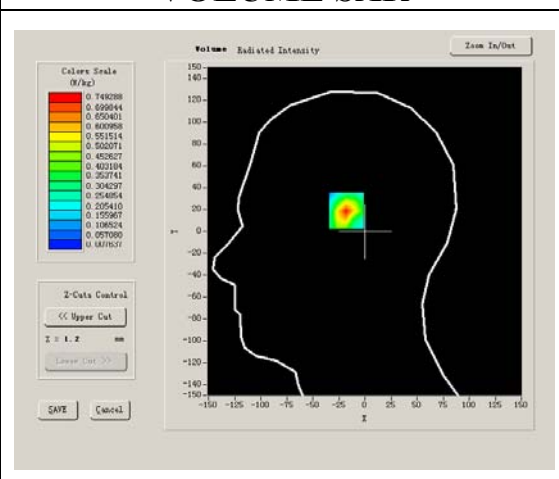 VOLUME SAR
Volume Radiated Intensity
Zoom In/Out
Colors Scale
(W/kg)
0.749288
0.699844
0.650401
0.600958
0.551514
0.502071
0.452627
0.403184
0.353741
0.304297
0.254854
0.205410
0.155967
0.106524
0.057080
0.007637
Z-Cuts Control
<< Upper Cut
Z = 1.2 mm
Lower Cut >>
SAVE
Cancel
150
140
120
100
80
60
40
20
0
-20
-40
-60
-80
-100
-120
-140
-150
Y
-150 -125 -100 -75 -50 -25 0 25 50 75 100 125 150
X